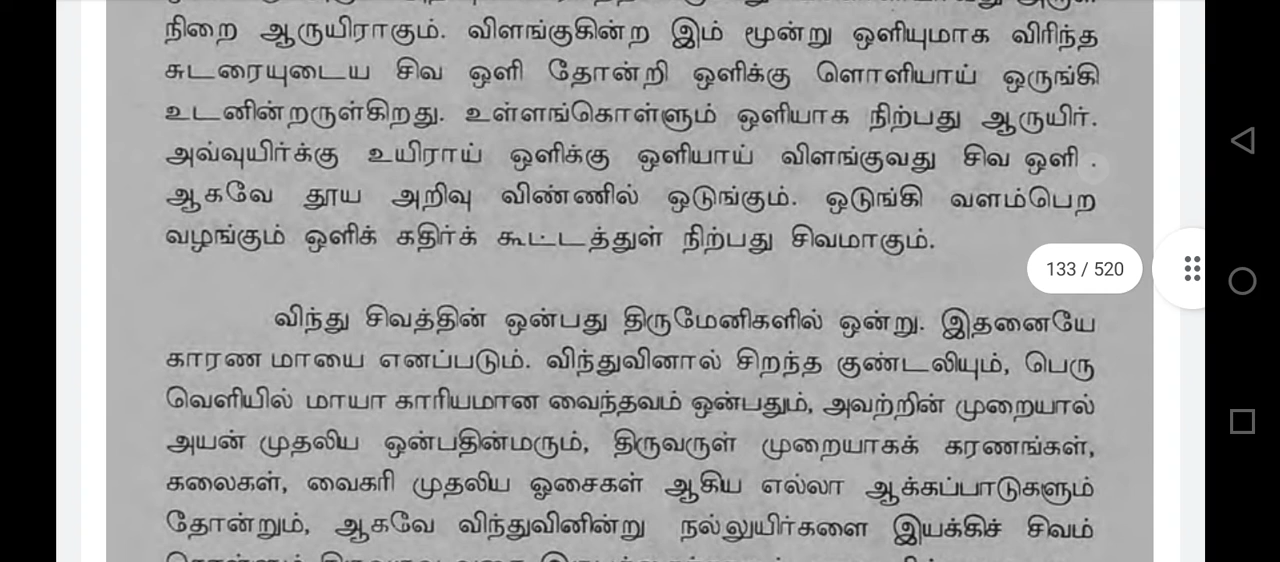 நிறை ஆருயிராகும். விளங்குகின்ற இம் மூன்று ஒளியுமாக விரிந்த
சுடரையுடைய சிவ ஒளி தோன்றி ஒளிக்கு ளொளியாய் ஒருங்கி
உடனின்றருள்கிறது. உள்ளங்கொள்ளும் ஒளியாக நிற்பது ஆருயிர்.
அவ்வுயிர்க்கு உயிராய் ஒளிக்கு ஒளியாய் விளங்குவது சிவ ஒளி .
ஆகவே தூய அறிவு விண்ணில் ஒடுங்கும். ஒடுங்கி வளம்பெற
வழங்கும் ஒளிக் கதிர்க் கூட்டத்துள் நிற்பது சிவமாகும்.
133 / 520
விந்து சிவத்தின் ஒன்பது திருமேனிகளில் ஒன்று. இதனையே
காரண மாயை எனப்படும். விந்துவினால் சிறந்த குண்டலியும், பெரு
வெளியில் மாயா காரியமான வைந்தவம் ஒன்பதும், அவற்றின் முறையால்
அயன் முதலிய ஒன்பதின்மரும், திருவருள் முறையாகக் கரணங்கள்,
கலைகள், வைகரி முதலிய ஓசைகள் ஆகிய எல்லா ஆக்கப்பாடுகளும்
தோன்றும், ஆகவே விந்துவினின்று நல்லுயிர்களை இயக்கிச் சிவம்